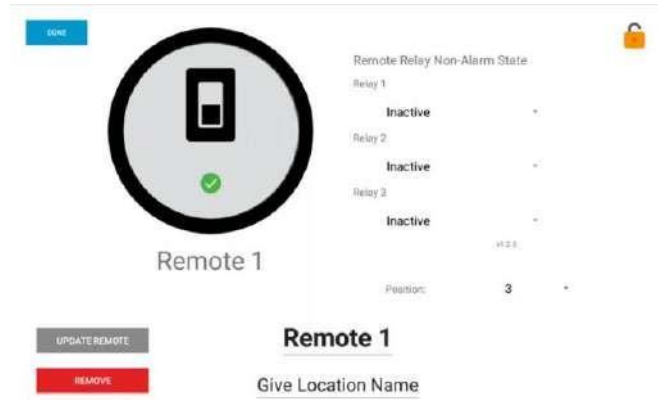 DONE
Remote Relay Non-Alarm State
Relay 1
Inactive
Relay 2
Inactive
Relay 3
Inactive
Remote 1
Position:
3
UPDATE REMOTE
Remote 1
REMOVE
Give Location Name